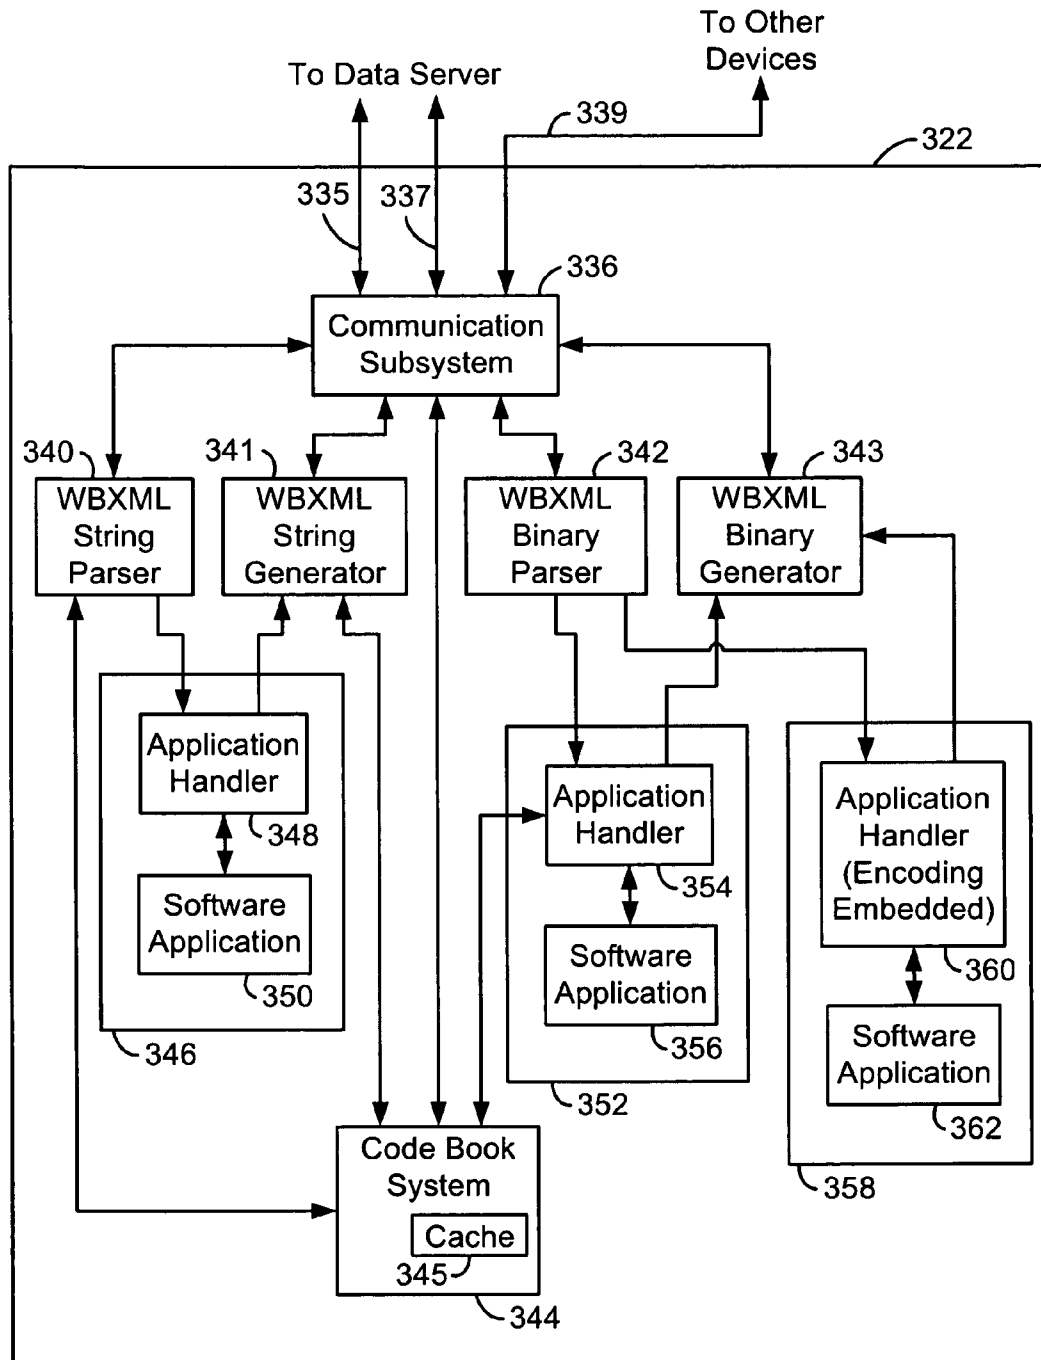 To Other
Devices
To Data Server
339
322
335
337
336
Communication
Subsystem
340
341
342
343
WBXML
String
Parser
WBXML
String
Generator
WBXML
Binary
Parser
WBXML
Binary
Generator
Application
Handler
348
Software
Application
350
346
Application
Handler
354
Software
Application
356
352
Application
Handler
(Encoding
Embedded)
360
Software
Application
362
358
Code Book
System
Cache
345
344